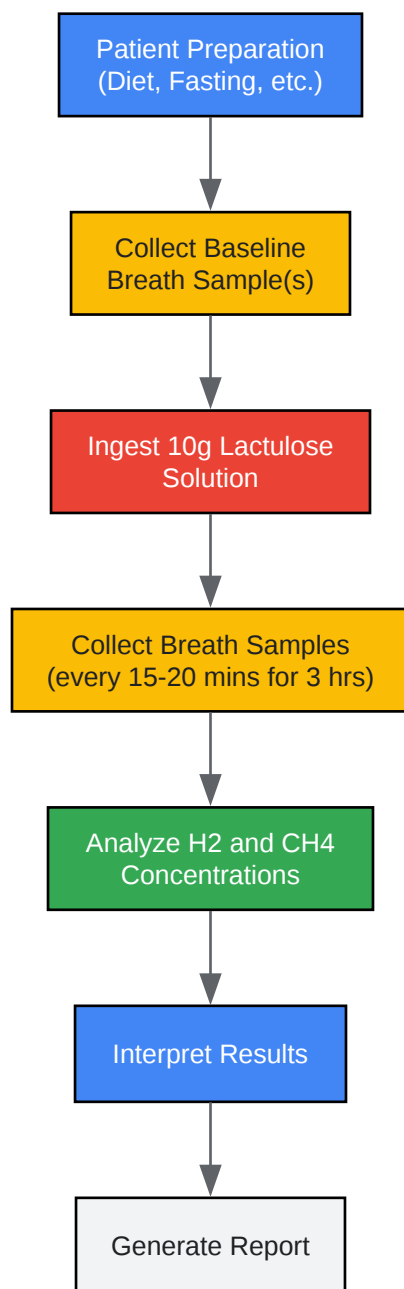 Patient Preparation
(Diet, Fasting, etc.)
Collect Baseline
Breath Sample(s)
Ingest 10g Lactulose
Solution
Collect Breath Samples
(every 15-20 mins for 3 hrs)
Analyze H2 and CH4
Concentrations
Interpret Results
Generate Report